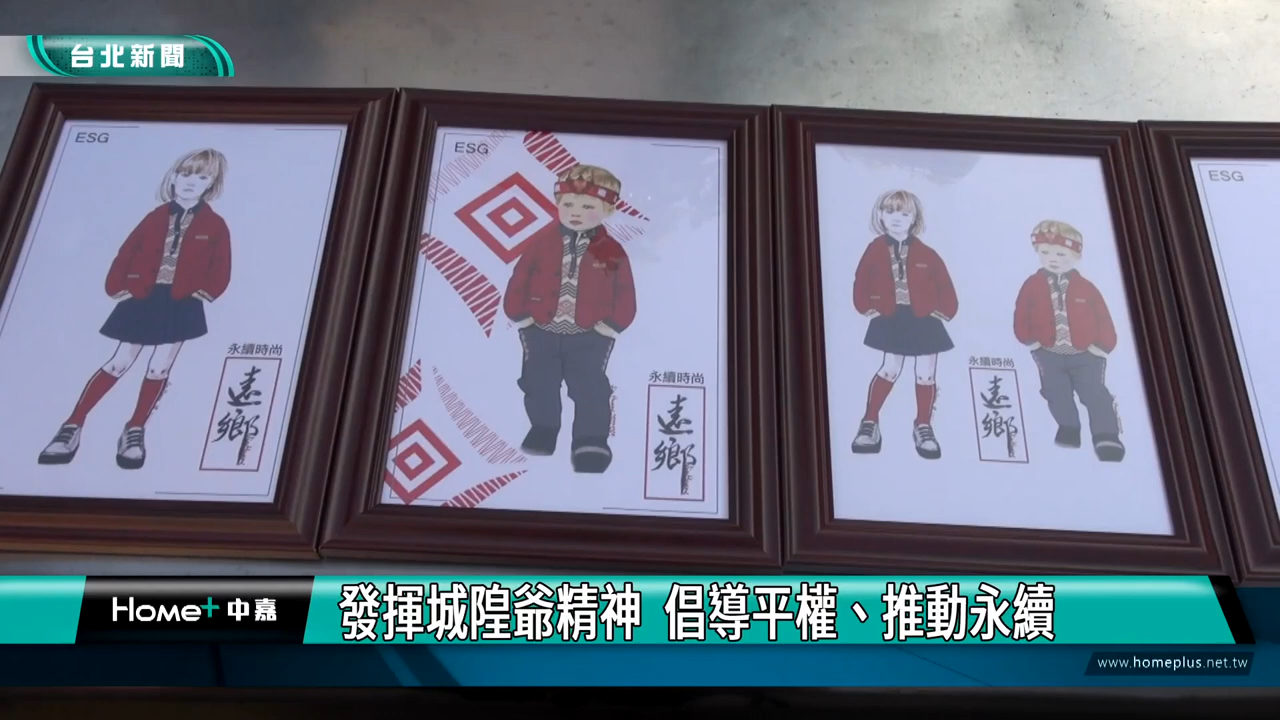 台北新聞
ESG
永續時尚
遠鄉
ESG
永續時尚
遠鄉
永續時尚
遠鄉
ESG
Home+中嘉
發揮城隍爺精神 倡導平權、推動永續
www.homeplus.net.tw